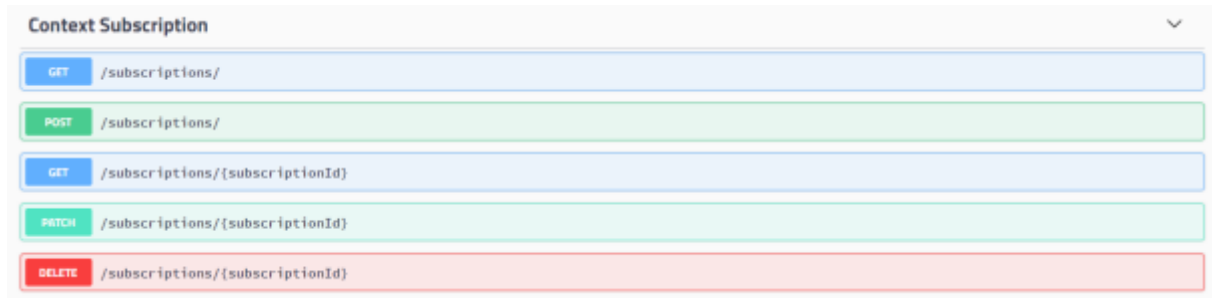 Context Subscription
GET /subscriptions/
POST /subscriptions/
GET /subscriptions/{subscriptionId}
PATCH /subscriptions/{subscriptionId}
DELETE /subscriptions/{subscriptionId}